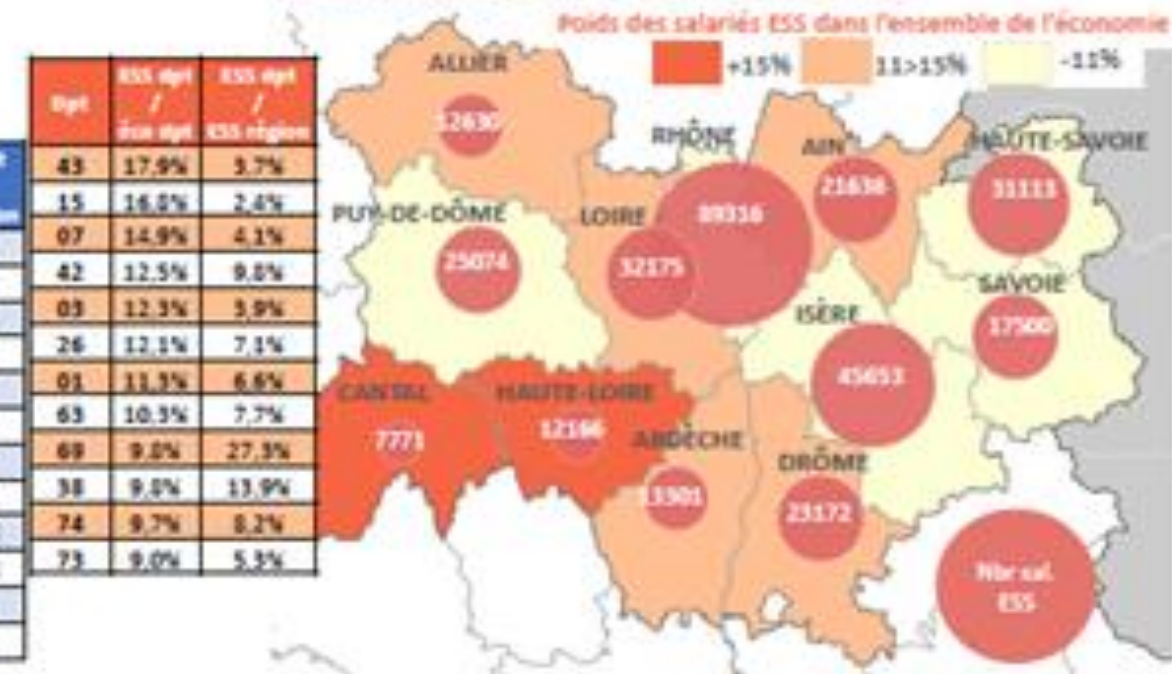 Poids des salariés ESS dans l'ensemble de l'économie
+15% 11>15% -11%
Dpt ESS dpt / éco dpt ESS dpt / ESS région
43 17,9% 3,7%
15 16,8% 2,4%
07 14,9% 4,1%
42 12,5% 9,8%
03 12,3% 3,9%
26 12,1% 7,1%
01 11,3% 6,6%
63 10,3% 7,7%
69 9,8% 27,3%
38 9,8% 13,9%
74 9,7% 8,2%
73 9,0% 5,3%
ALLIER
12630
RHÔNE
89316
AIN
21636
HAUTE-SAVOIE
31113
PUY-DE-DÔME
25074
LOIRE
32175
SAVOIE
17500
ISÈRE
45653
CANTAL
7771
HAUTE-LOIRE
12166
ARDÈCHE
13301
DRÔME
23172
Nbr sal.
ESS